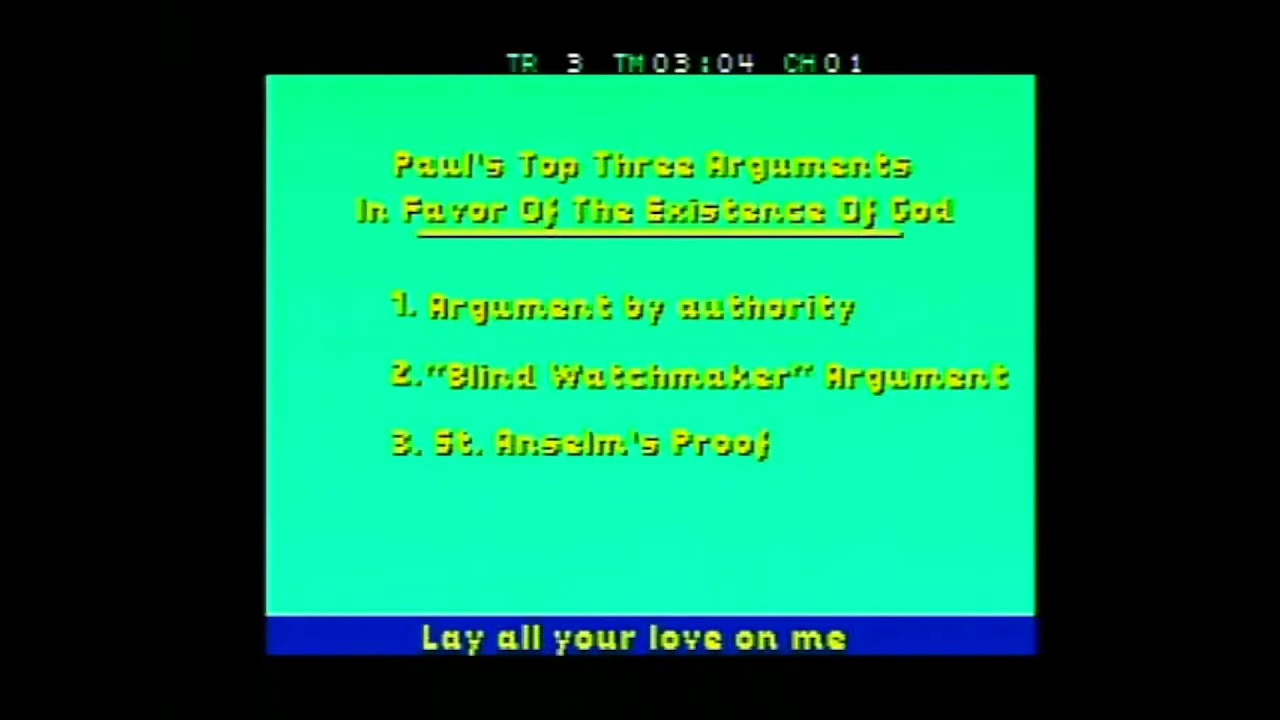 TR 3 TM03:04 CH01
Paul's Top Three Arguments
In Favor Of The Existence Of God
1. Argument by authority
2."Blind Watchmaker" Argument
3. St. Anselm's Proof
Lay all your love on me